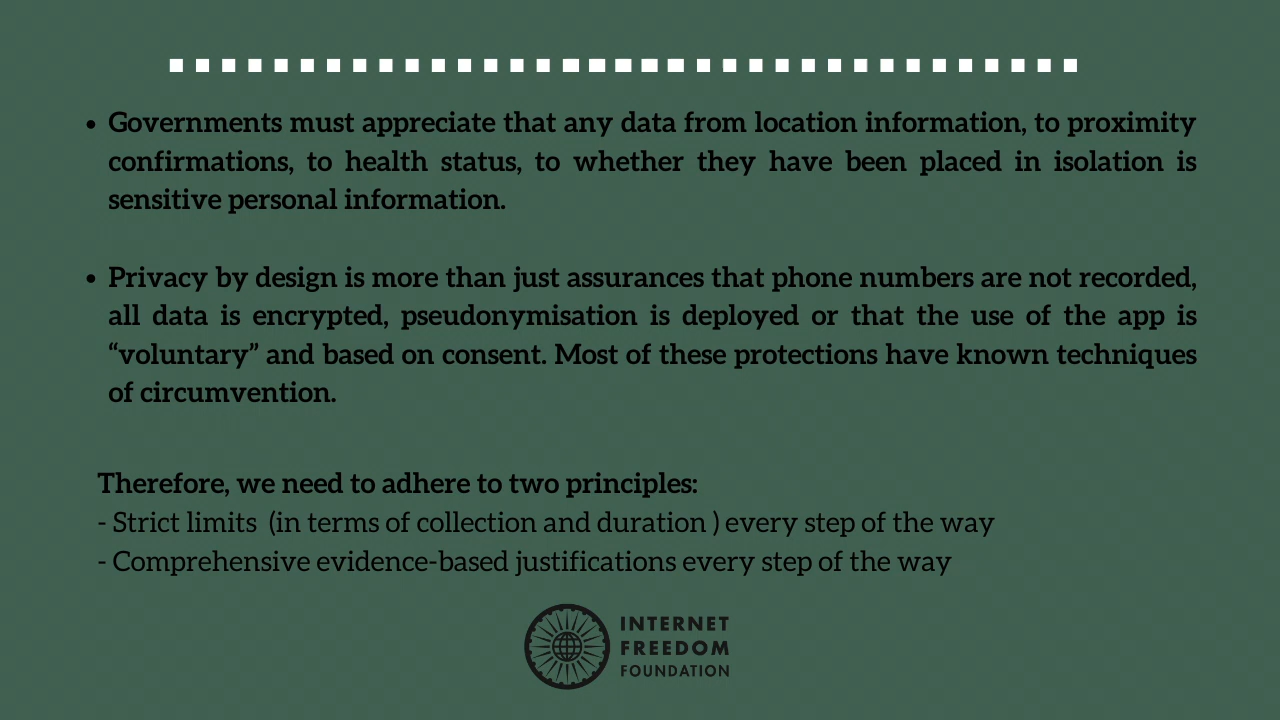 • Governments must appreciate that any data from location information, to proximity
confirmations, to health status, to whether they have been placed in isolation is
sensitive personal information.
• Privacy by design is more than just assurances that phone numbers are not recorded,
all data is encrypted, pseudonymisation is deployed or that the use of the app is
“voluntary” and based on consent. Most of these protections have known techniques
of circumvention.
Therefore, we need to adhere to two principles:
- Strict limits  (in terms of collection and duration ) every step of the way
- Comprehensive evidence-based justifications every step of the way
INTERNET
FREEDOM
FOUNDATION